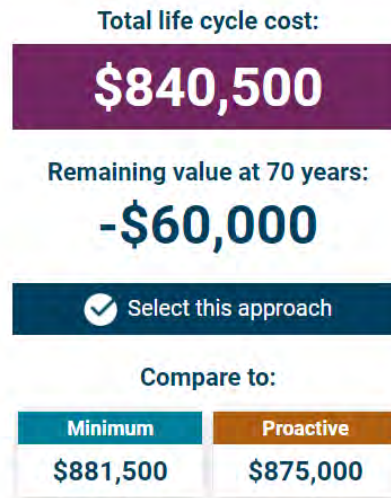 Total life cycle cost:
$840,500
Remaining value at 70 years:
-$60,000
Select this approach
Compare to:
Minimum Proactive
$881,500 $875,000